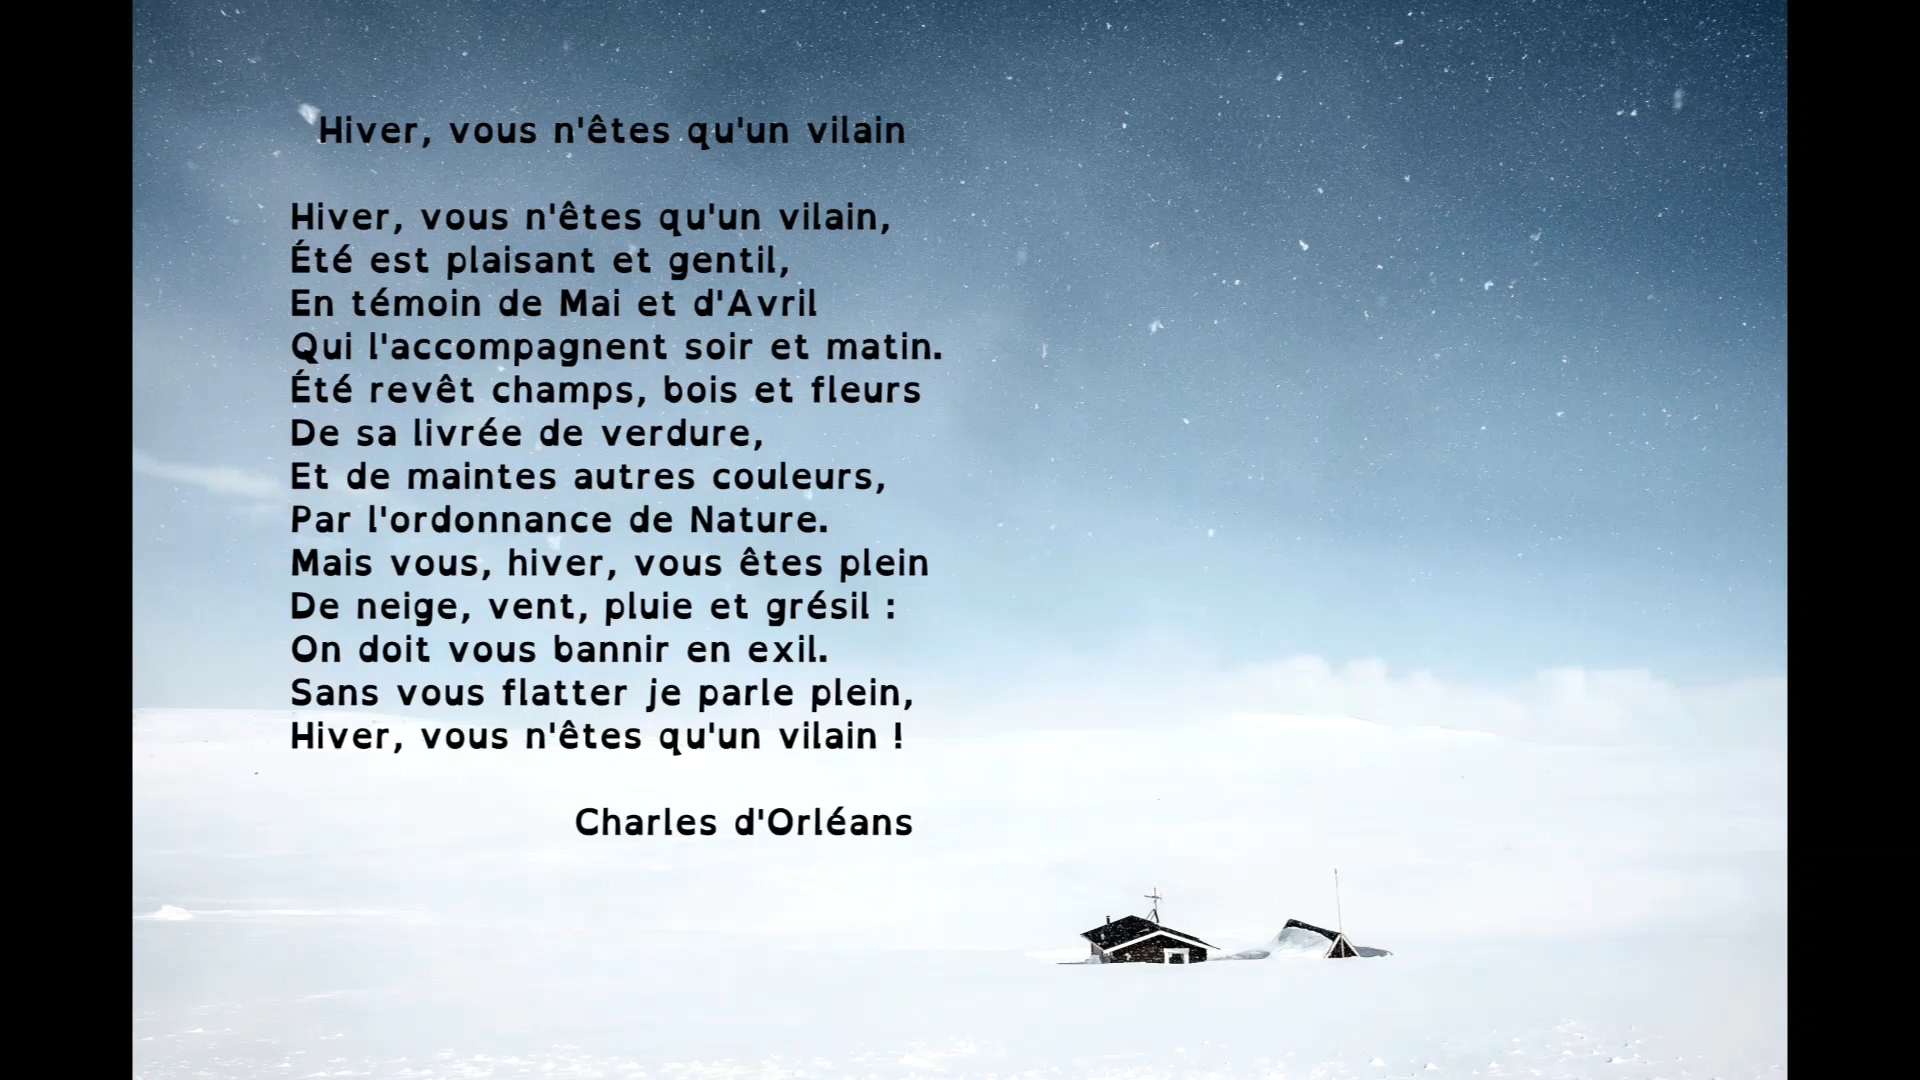 Hiver, vous n'êtes qu'un vilain
Hiver, vous n'êtes qu'un vilain,
Été est plaisant et gentil,
En témoin de Mai et d'Avril
Qui l'accompagnent soir et matin.
Été revêt champs, bois et fleurs
De sa livrée de verdure,
Et de maintes autres couleurs,
Par l'ordonnance de Nature.
Mais vous, hiver, vous êtes plein
De neige, vent, pluie et grésil :
On doit vous bannir en exil.
Sans vous flatter je parle plein,
Hiver, vous n'êtes qu'un vilain !
Charles d'Orléans